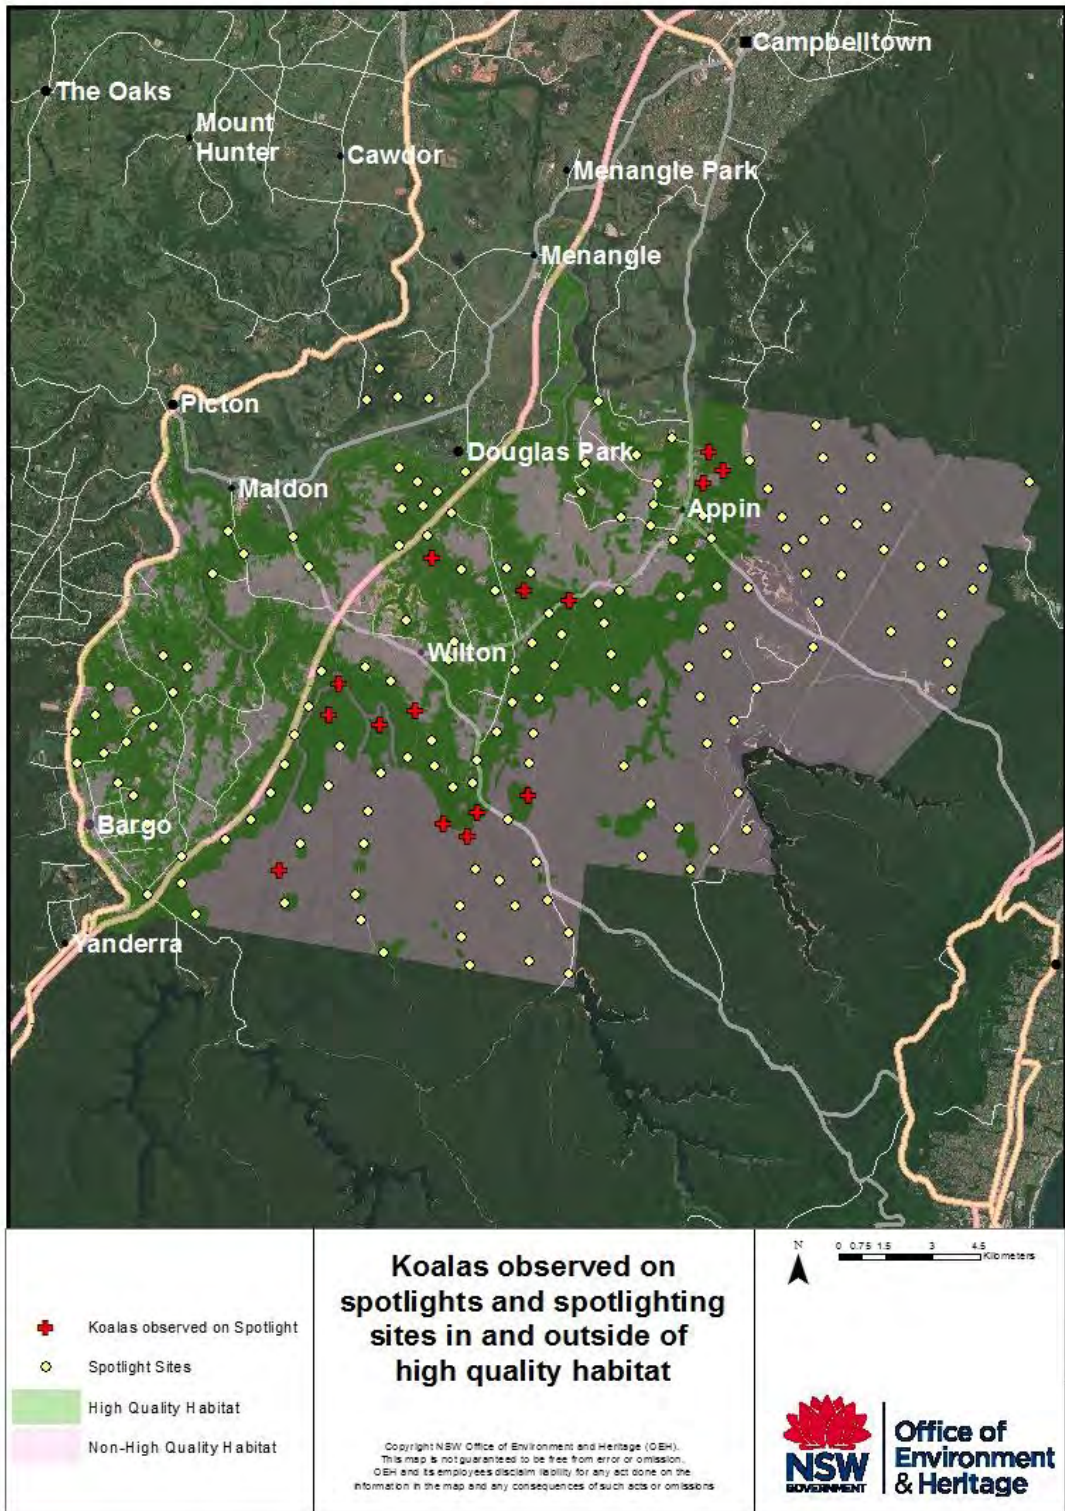 Campbelltown
The Oaks
Mount
Hunter
Cawdor
Menangle Park
Menangle
Picton
Douglas Park
Maldon
Appin
Wilton
Bargo
Yanderra
Koalas observed on Spotlight
Spotlight Sites
High Quality Habitat
Non-High Quality Habitat
Koalas observed on
spotlights and spotlighting
sites in and outside of
high quality habitat
Copyright NSW Office of Environment and Heritage (OEH).
This map is not guaranteed to be free from error or omission.
OEH and its employees disclaim liability for any act done on the
information in the map and any consequences of such acts or omissions
N
0 0.75 1.5 3 4.5
Kilometers
NSW
GOVERNMENT
Office of
Environment
& Heritage